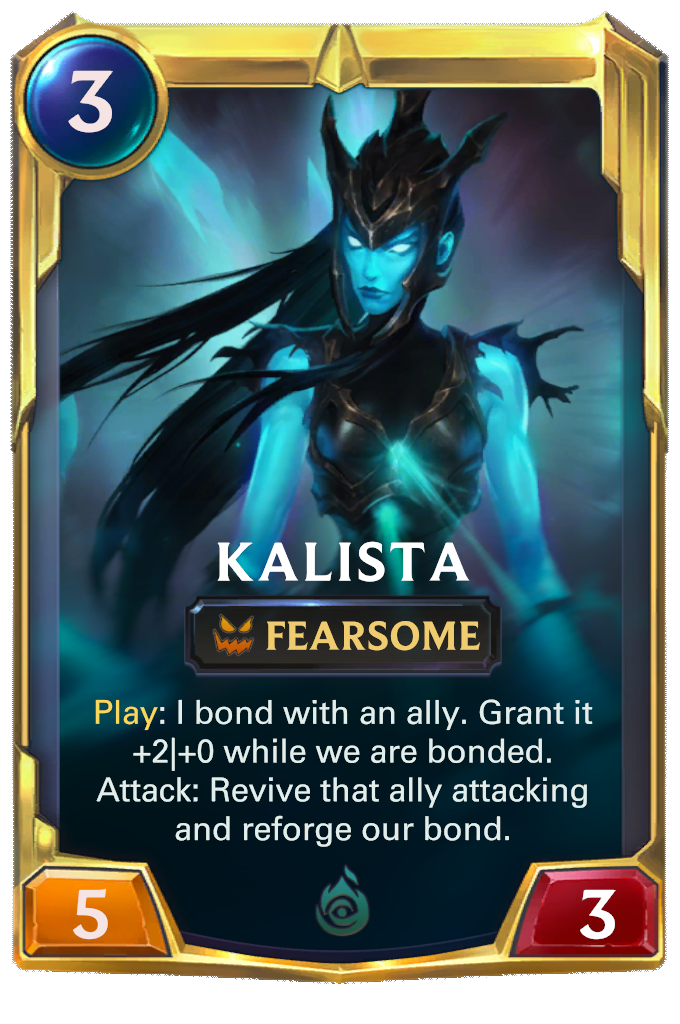 3
KALISTA
FEARSOME
Play: I bond with an ally. Grant it
+2|+0 while we are bonded.
Attack: Revive that ally attacking
and reforge our bond.
5
3